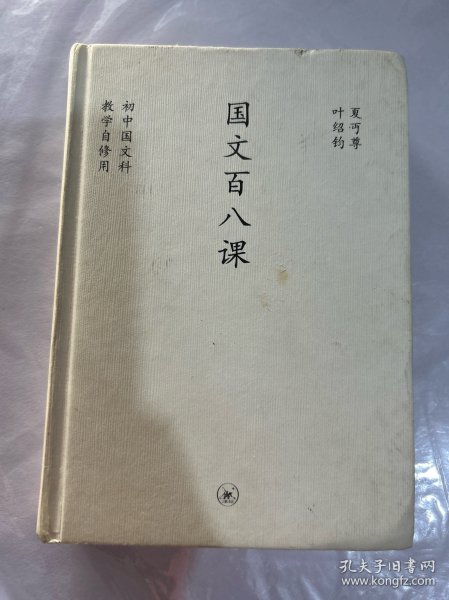 夏丏尊
叶绍钧
国文百八课
初中国文科
教学自修用
孔夫子旧书网
www.kongfz.com